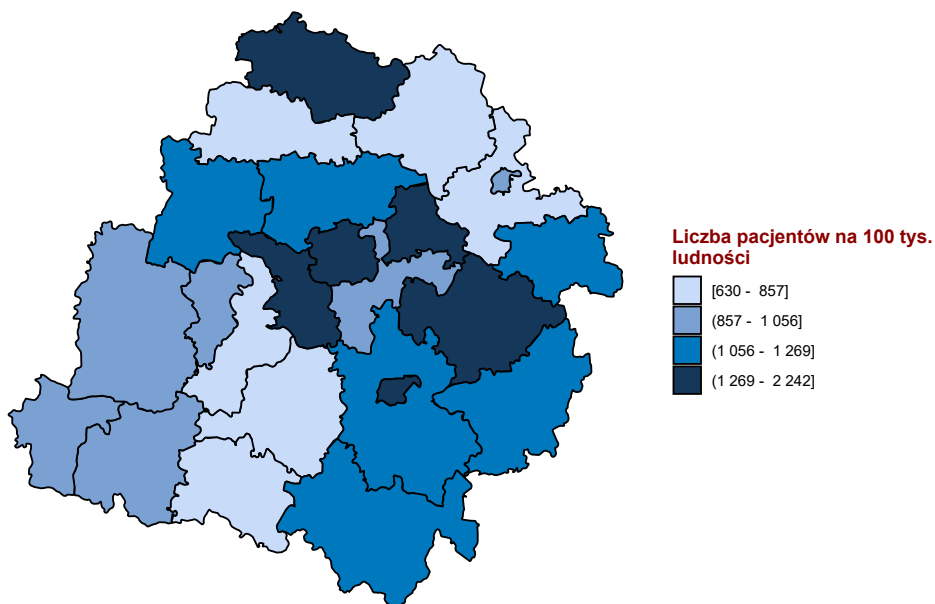 Liczba pacjentów na 100 tys.
ludności
[630 - 857]
(857 - 1 056]
(1 056 - 1 269]
(1 269 - 2 242]